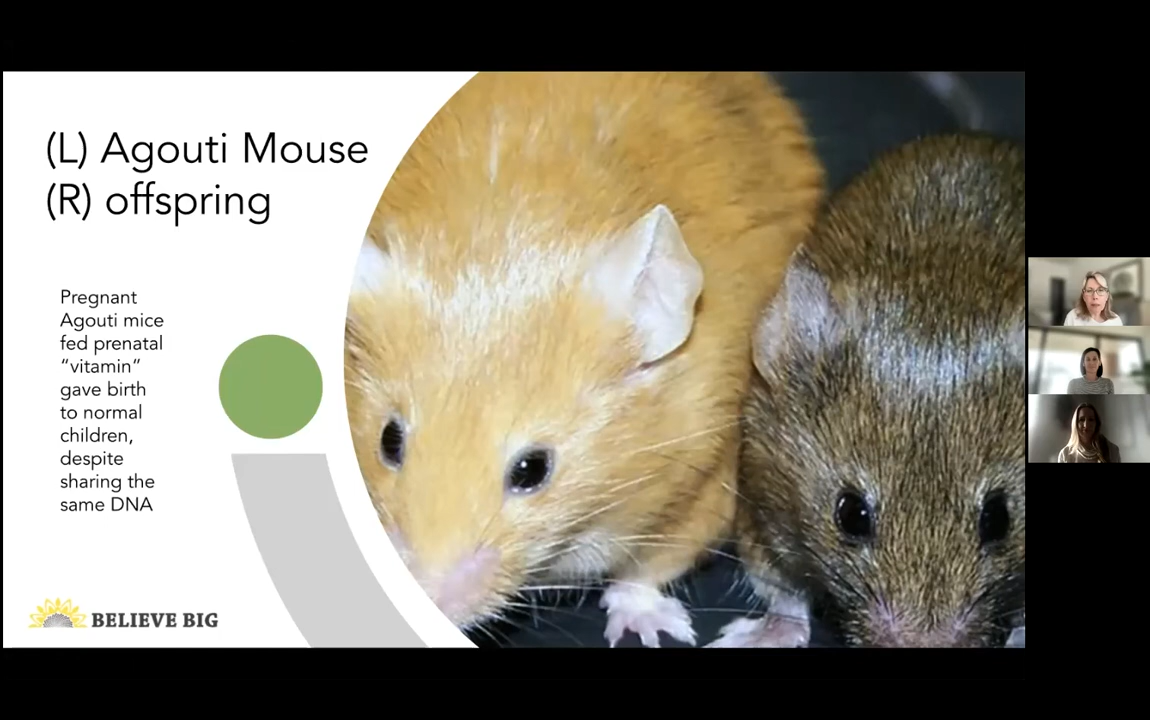 (L) Agouti Mouse
(R) offspring
Pregnant
Agouti mice
fed prenatal
“vitamin”
gave birth
to normal
children,
despite
sharing the
same DNA
BELIEVE BIG